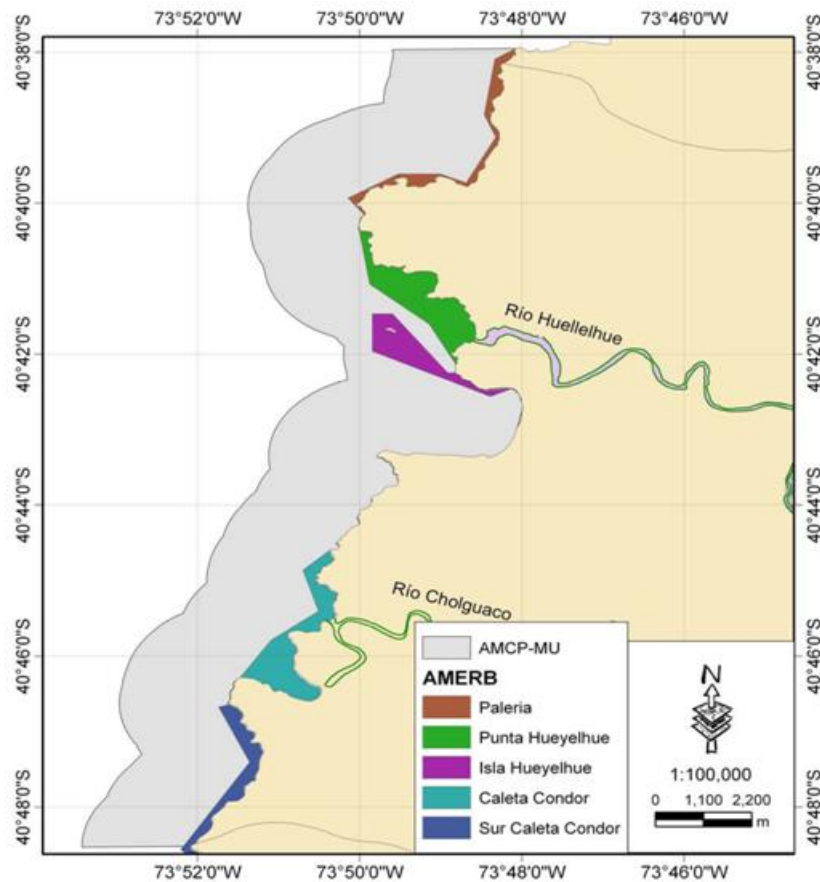 73°52'0"W 73°50'0"W 73°48'0"W 73°46'0"W
40°38'0"S 40°38'0"S
40°40'0"S 40°40'0"S
Río Huellelhue
40°42'0"S 40°42'0"S
40°44'0"S 40°44'0"S
Río Cholguaco
40°46'0"S 40°46'0"S
AMCP-MU
AMERB
Paleria
Punta Hueyelhue
Isla Hueyelhue
Caleta Condor
Sur Caleta Condor
N
1:100,000
0 1,100 2,200
m
40°48'0"S 40°48'0"S
73°52'0"W 73°50'0"W 73°48'0"W 73°46'0"W